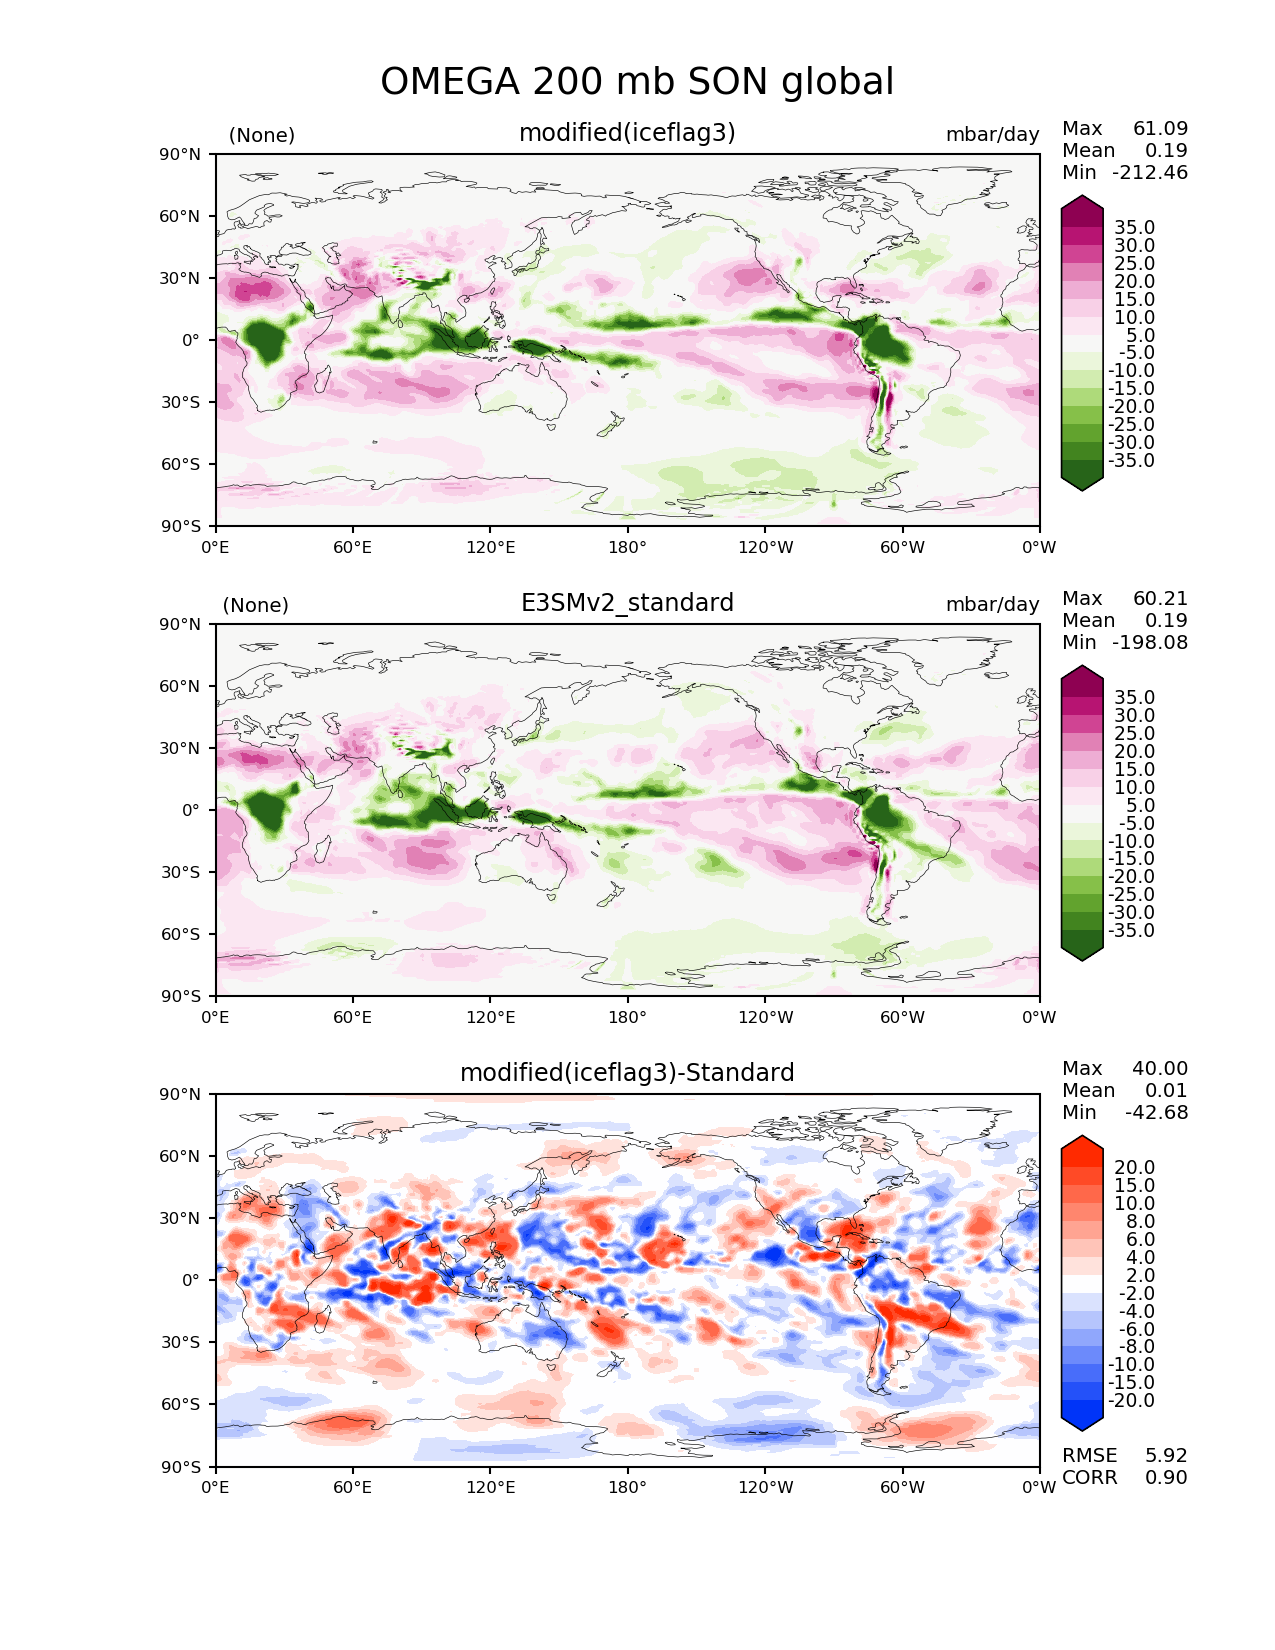 OMEGA 200 mb SON global
(None) modified(iceflag3) mbar/day
Max 61.09
Mean 0.19
Min -212.46
90°N
60°N
30°N
0°
30°S
60°S
90°S
0°E 60°E 120°E 180° 120°W 60°W 0°W
35.0
30.0
25.0
20.0
15.0
10.0
5.0
-5.0
-10.0
-15.0
-20.0
-25.0
-30.0
-35.0
(None) E3SMv2_standard mbar/day
Max 60.21
Mean 0.19
Min -198.08
90°N
60°N
30°N
0°
30°S
60°S
90°S
0°E 60°E 120°E 180° 120°W 60°W 0°W
35.0
30.0
25.0
20.0
15.0
10.0
5.0
-5.0
-10.0
-15.0
-20.0
-25.0
-30.0
-35.0
modified(iceflag3)-Standard
Max 40.00
Mean 0.01
Min -42.68
90°N
60°N
30°N
0°
30°S
60°S
90°S
0°E 60°E 120°E 180° 120°W 60°W 0°W
20.0
15.0
10.0
8.0
6.0
4.0
2.0
-2.0
-4.0
-6.0
-8.0
-10.0
-15.0
-20.0
RMSE 5.92
CORR 0.90